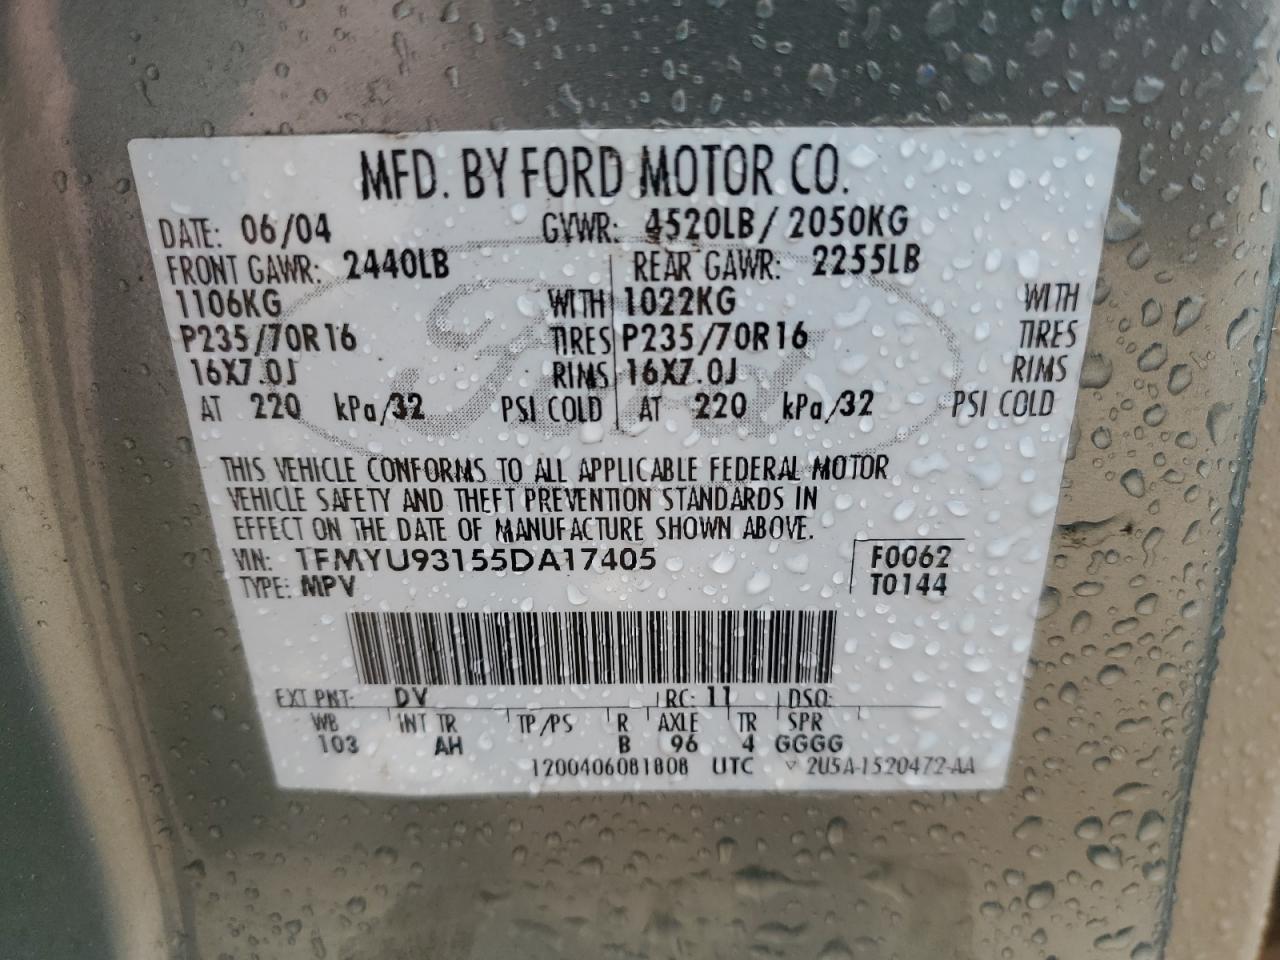 MFD. BY FORD MOTOR CO.
DATE: 06/04 GVWR: 4520LB/ 2050KG
FRONT GAWR: 2440LB REAR GAWR: 2255LB
1106KG WITH 1022KG WITH
P235/70R16 TIRES P235/70R16 TIRES
16X7.0J RIMS 16X7.0J RIMS
AT 220 kPa/32 PSI COLD AT 220 kPa/32 PSI COLD
Ford
THIS VEHICLE CONFORMS TO ALL APPLICABLE FEDERAL MOTOR
VEHICLE SAFETY AND THEFT PREVENTION STANDARDS IN
EFFECT ON THE DATE OF MANUFACTURE SHOWN ABOVE.
VIN: 1FMYU93155DA17405 F0062
TYPE: MPV T0144
EXT PNT: DV RC: 11 DSO:
WB INT TR TP/PS R AXLE TR SPR
103 AH B 96 4 GGGG
1200406081808 UTC ▽ 2U5A-1520472-AA